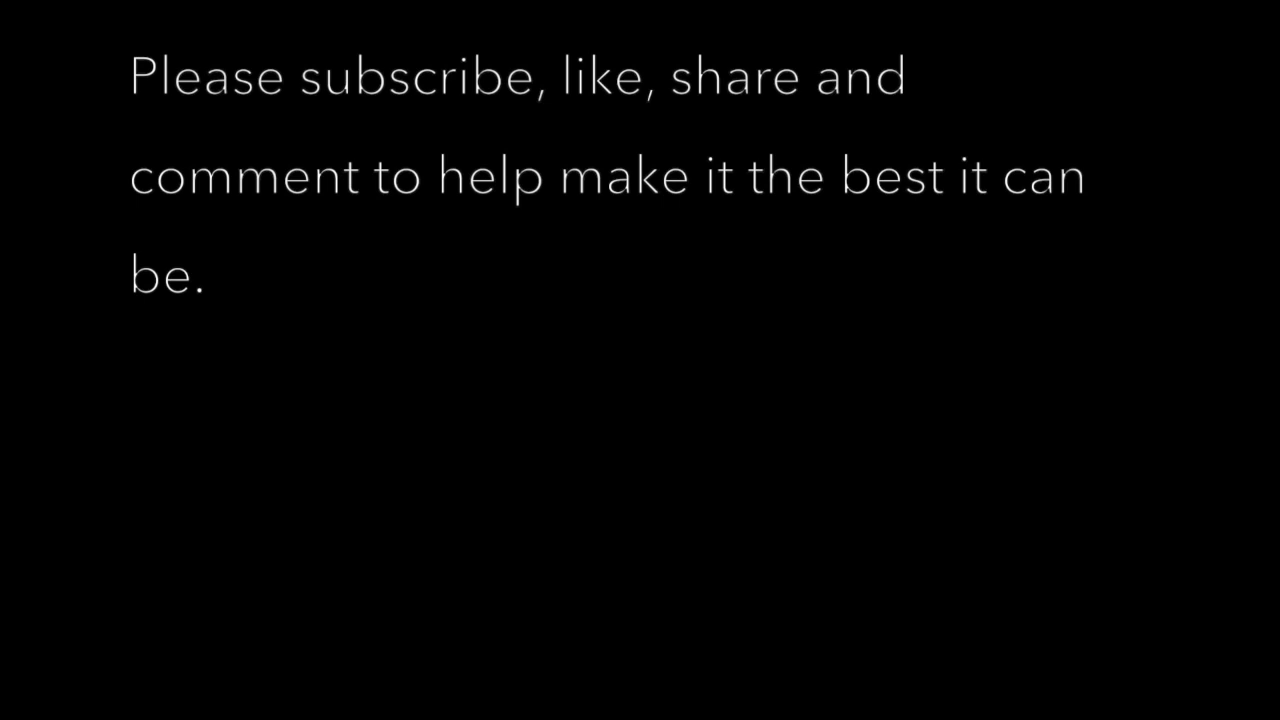 Please subscribe, like, share and
comment to help make it the best it can
be.